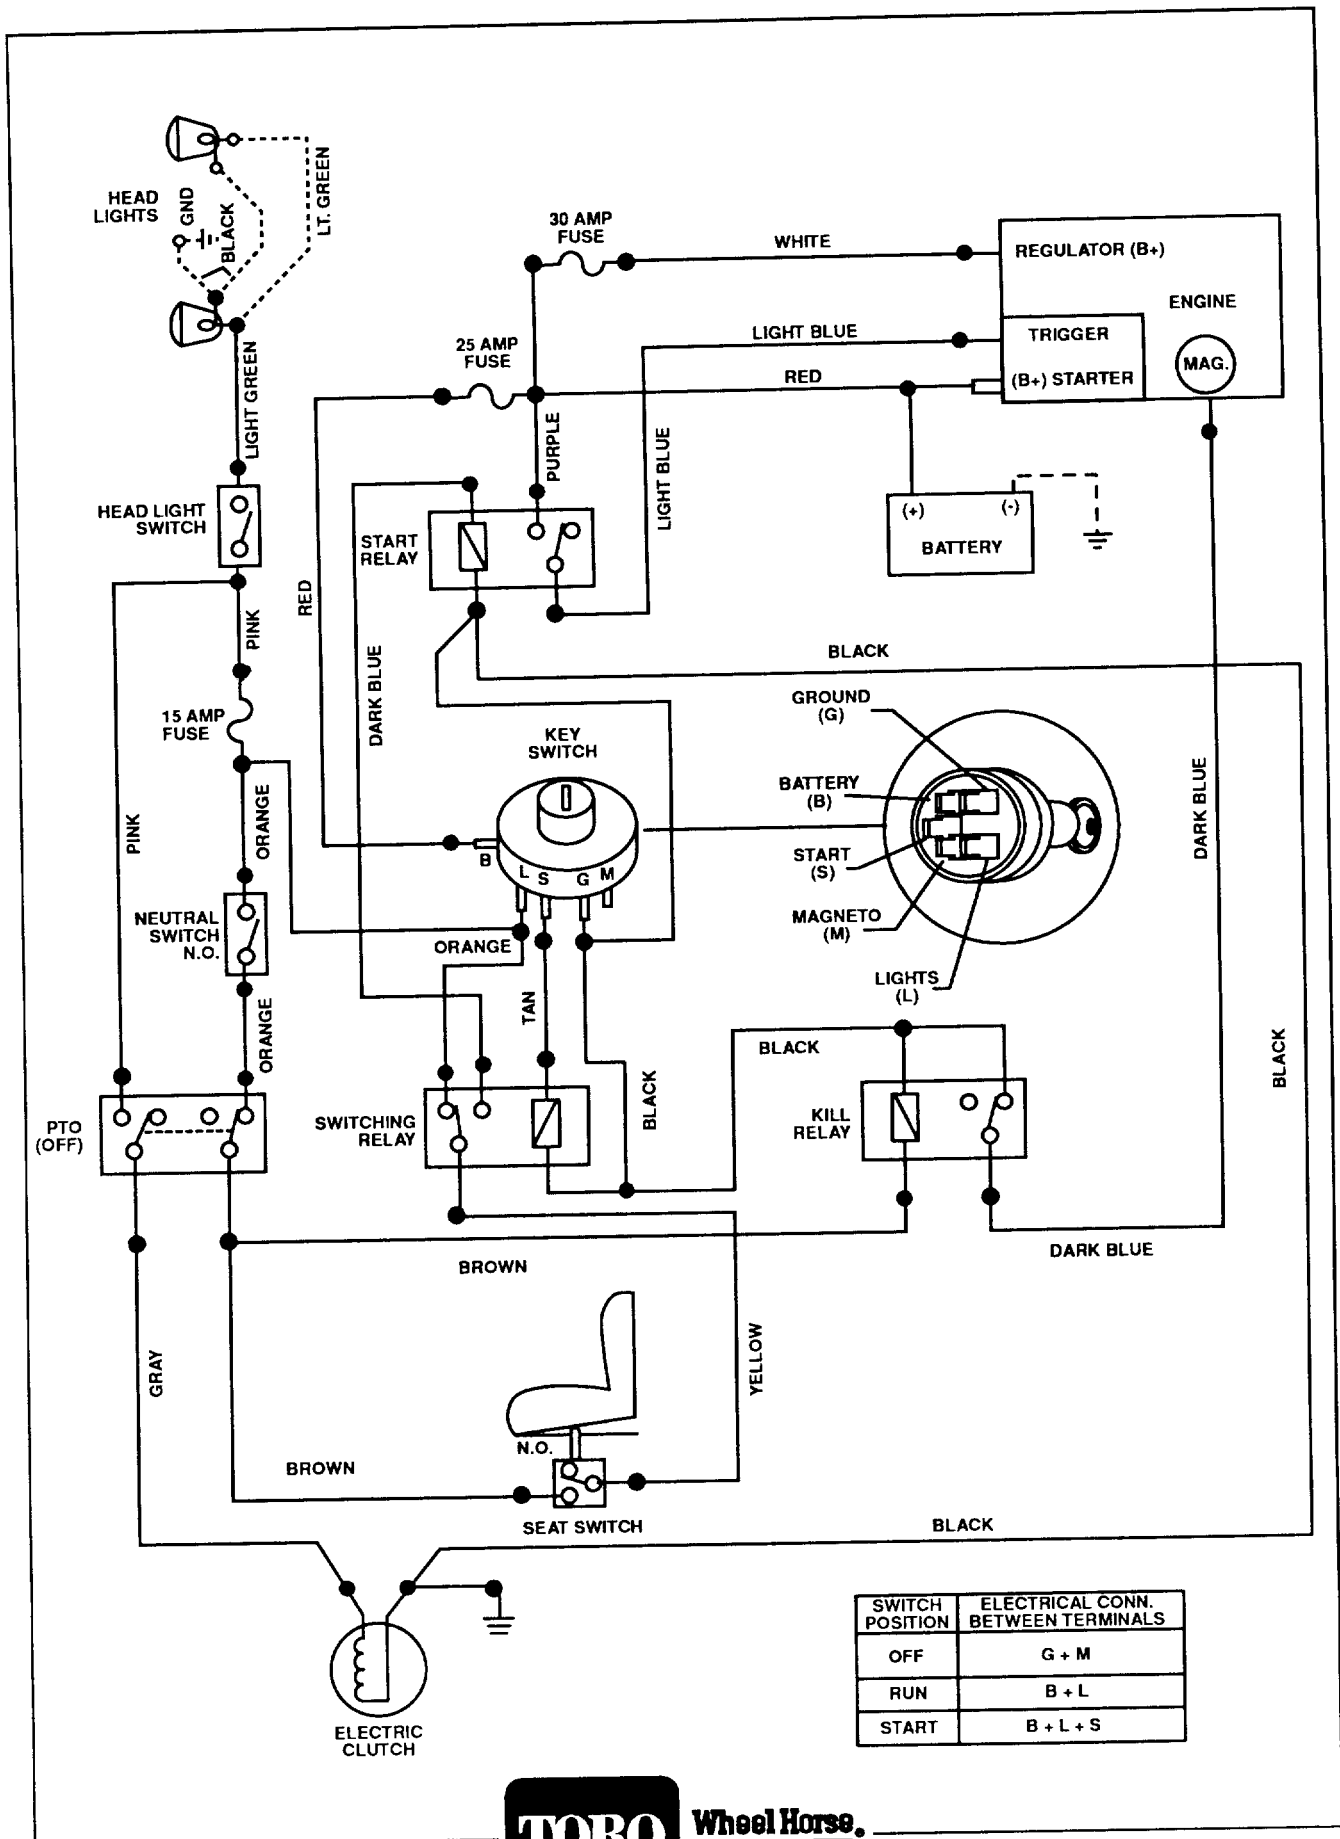 HEAD
LIGHTS
GND
BLACK
LT. GREEN
30 AMP
FUSE
WHITE
REGULATOR (B+)
ENGINE
LIGHT BLUE
TRIGGER
MAG.
25 AMP
FUSE
RED
(B+) STARTER
LIGHT GREEN
PURPLE
LIGHT BLUE
HEAD LIGHT
SWITCH
START
RELAY
(+)
(-)
BATTERY
RED
PINK
DARK BLUE
BLACK
15 AMP
FUSE
KEY
SWITCH
GROUND
(G)
BATTERY
(B)
START
(S)
MAGNETO
(M)
LIGHTS
(L)
DARK BLUE
PINK
ORANGE
B
L
S
G
M
NEUTRAL
SWITCH
N.O.
ORANGE
TAN
ORANGE
BLACK
BLACK
BLACK
PTO
(OFF)
SWITCHING
RELAY
KILL
RELAY
BROWN
DARK BLUE
GRAY
YELLOW
N.O.
BROWN
SEAT SWITCH
BLACK
ELECTRIC
CLUTCH
SWITCH
POSITION
ELECTRICAL CONN.
BETWEEN TERMINALS
OFF
G + M
RUN
B + L
START
B + L + S
TORO
Wheel Horse®